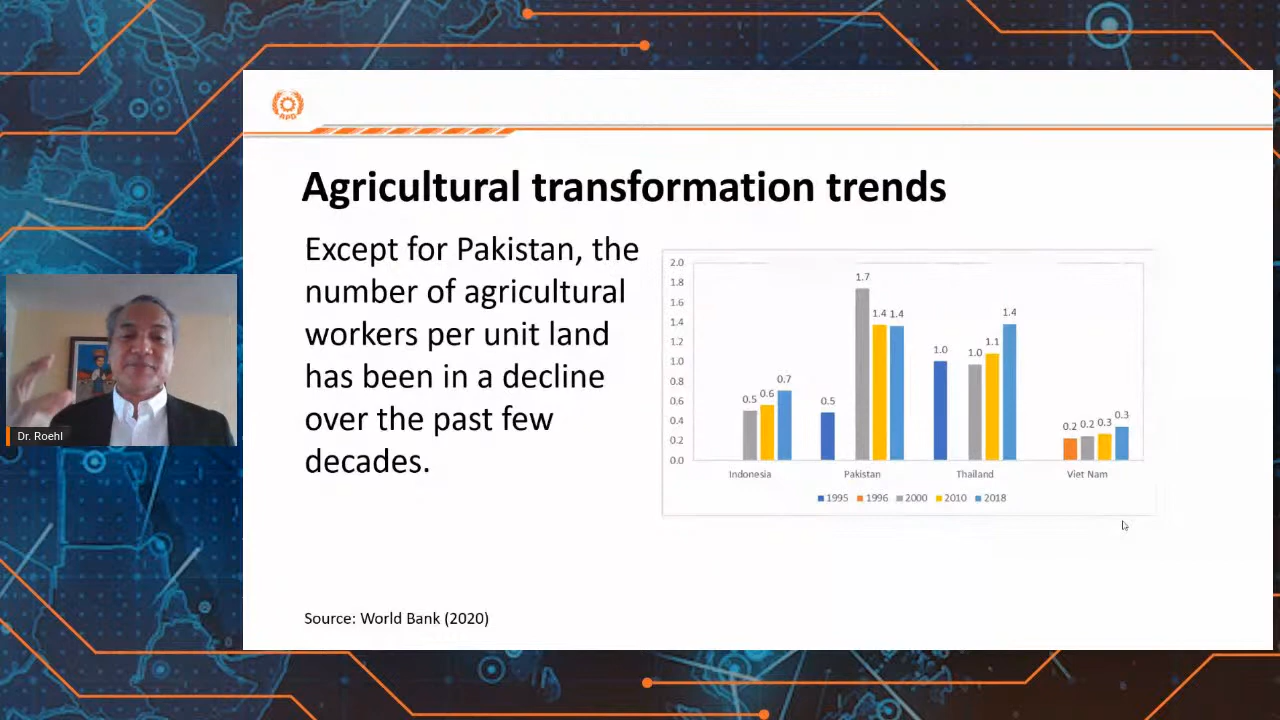 APO
Agricultural transformation trends
Except for Pakistan, the
number of agricultural
workers per unit land
has been in a decline
over the past few
decades.
2.0
1.8
1.6
1.4
1.2
1.0
0.8
0.6
0.4
0.2
0.0
0.5 0.6 0.7
0.5 1.7 1.4 1.4
1.0 1.0 1.1 1.4
0.2 0.2 0.3 0.3
Indonesia Pakistan Thailand Viet Nam
1995 1996 2000 2010 2018
Dr. Roehl
Source: World Bank (2020)